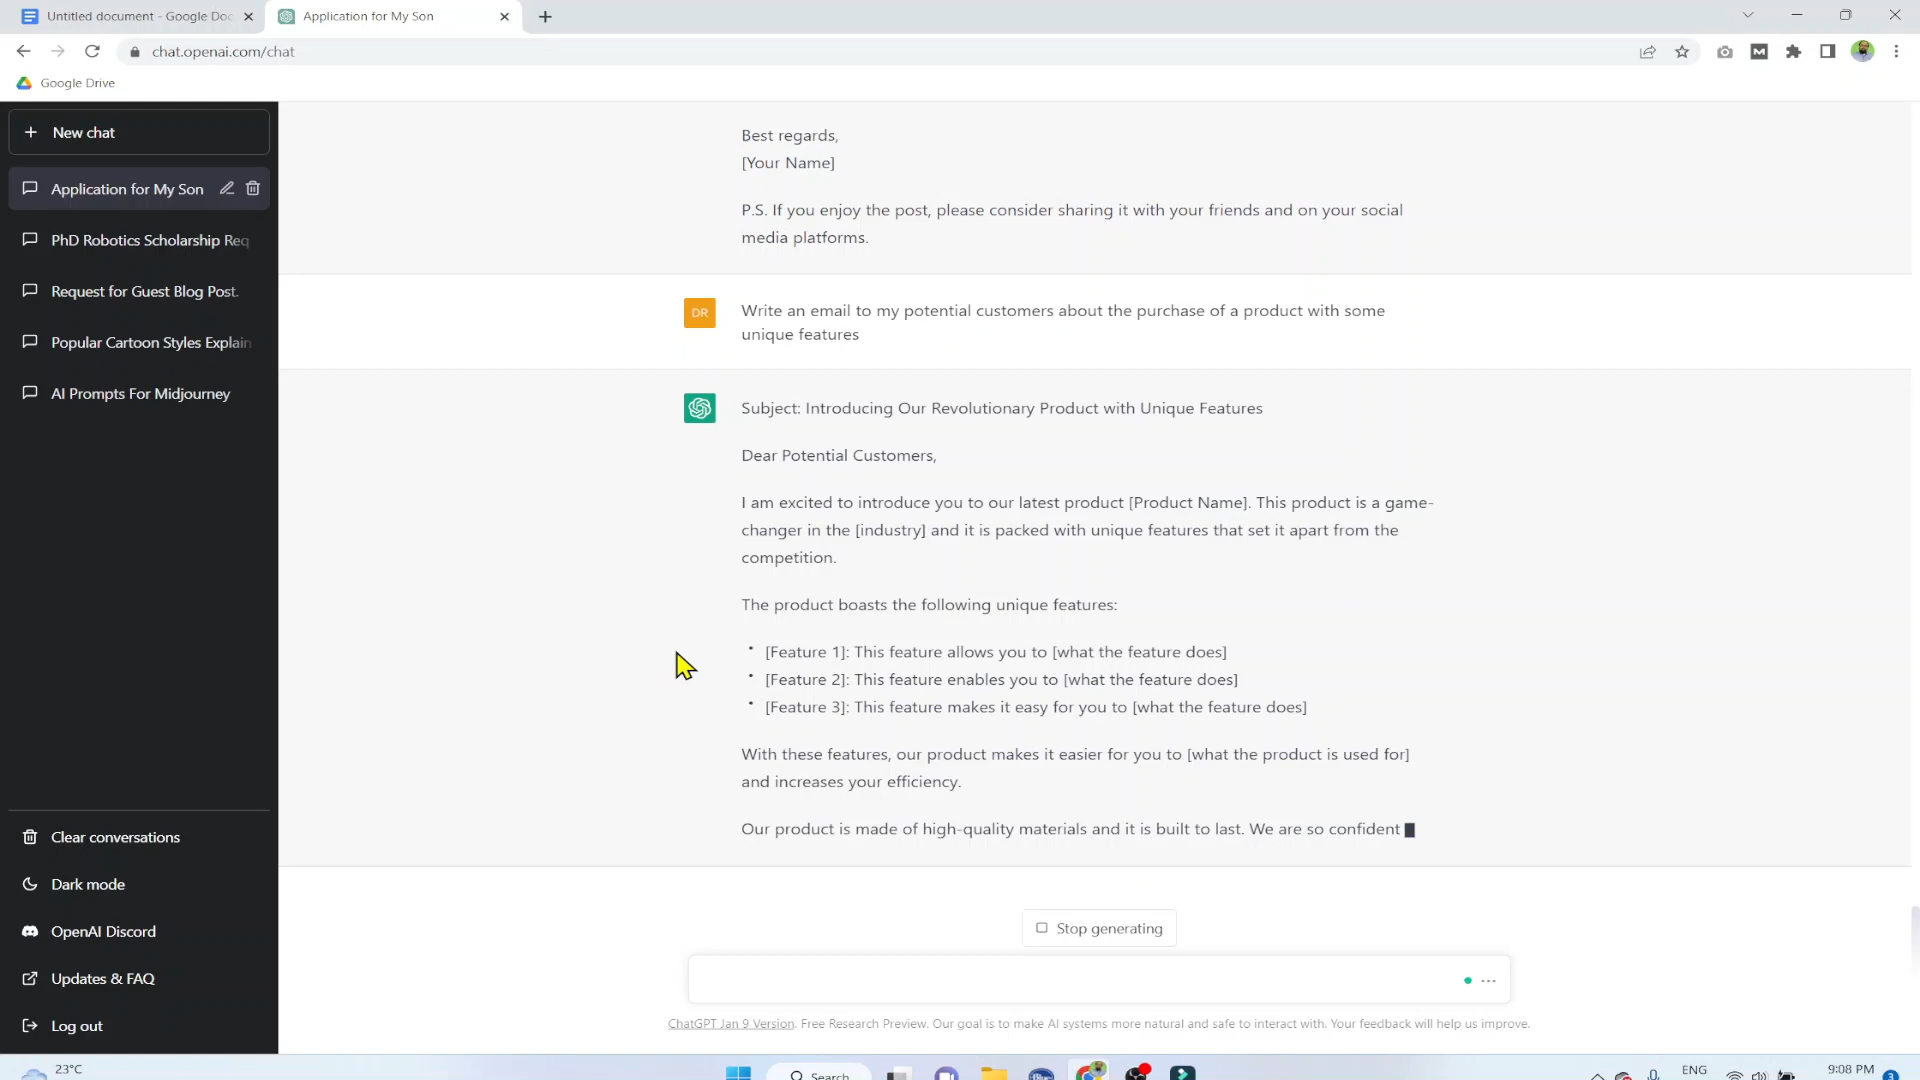 Untitled document - Google Doc
Application for My Son
chat.openai.com/chat
Google Drive
New chat
Application for My Son
PhD Robotics Scholarship Req
Request for Guest Blog Post.
Popular Cartoon Styles Explain
AI Prompts For Midjourney
Clear conversations
Dark mode
OpenAI Discord
Updates & FAQ
Log out
Best regards,
[Your Name]
P.S. If you enjoy the post, please consider sharing it with your friends and on your social
media platforms.
DR
Write an email to my potential customers about the purchase of a product with some
unique features
Subject: Introducing Our Revolutionary Product with Unique Features
Dear Potential Customers,
I am excited to introduce you to our latest product [Product Name]. This product is a game-
changer in the [industry] and it is packed with unique features that set it apart from the
competition.
The product boasts the following unique features:
• [Feature 1]: This feature allows you to [what the feature does]
• [Feature 2]: This feature enables you to [what the feature does]
• [Feature 3]: This feature makes it easy for you to [what the feature does]
With these features, our product makes it easier for you to [what the product is used for]
and increases your efficiency.
Our product is made of high-quality materials and it is built to last. We are so confident
Stop generating
ChatGPT Jan 9 Version. Free Research Preview. Our goal is to make AI systems more natural and safe to interact with. Your feedback will help us improve.
23°C
Search
ENG
9:08 PM
3